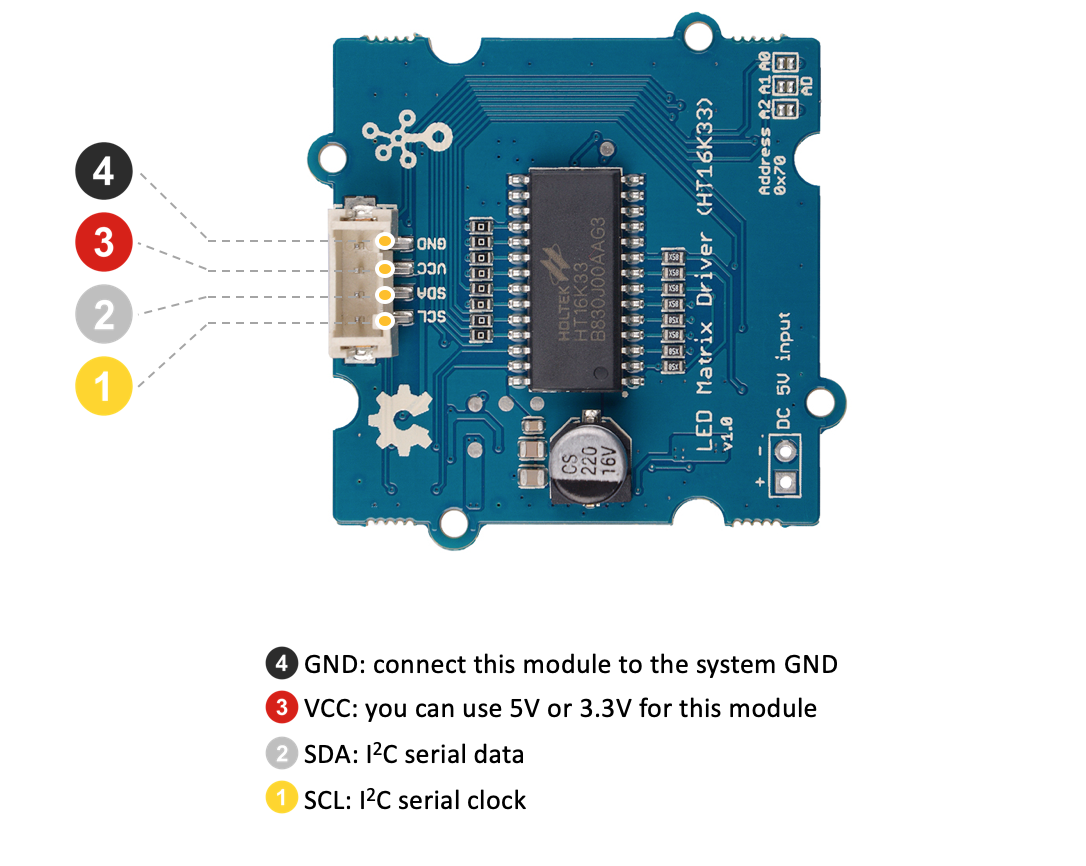 4
3
2
1
GND
VCC
SDA
SCL
A0
A1
A2
AD
Address
0x70
HOLTEK
HT16K33
B830J00AAG3
LED Matrix Driver (HT16K33)
v1.0
DC 5V input
-
+
CS
220
16V
4 GND: connect this module to the system GND
3 VCC: you can use 5V or 3.3V for this module
2 SDA: I²C serial data
1 SCL: I²C serial clock